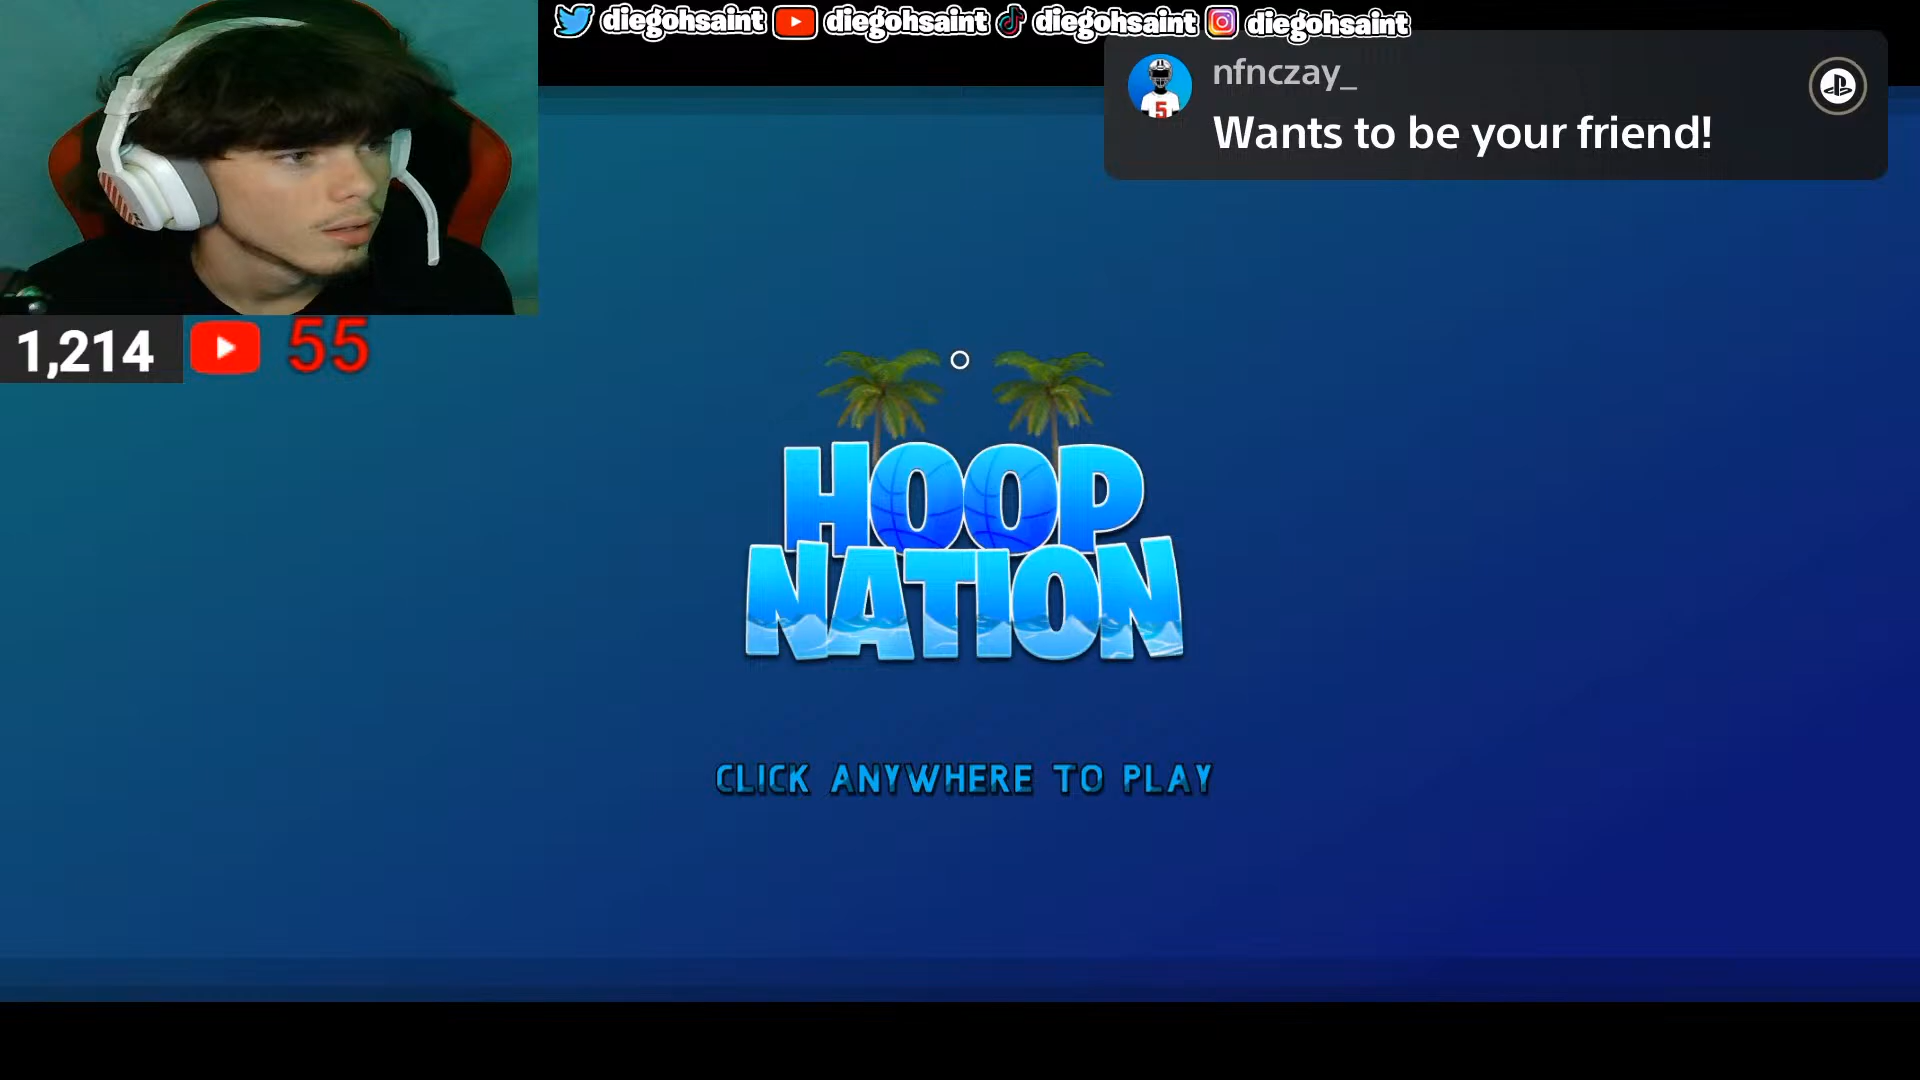 diegohsaint diegohsaint diegohsaint diegohsaint
nfnczay_
Wants to be your friend!
5
1,214 55
HOOP
NATION
CLICK ANYWHERE TO PLAY